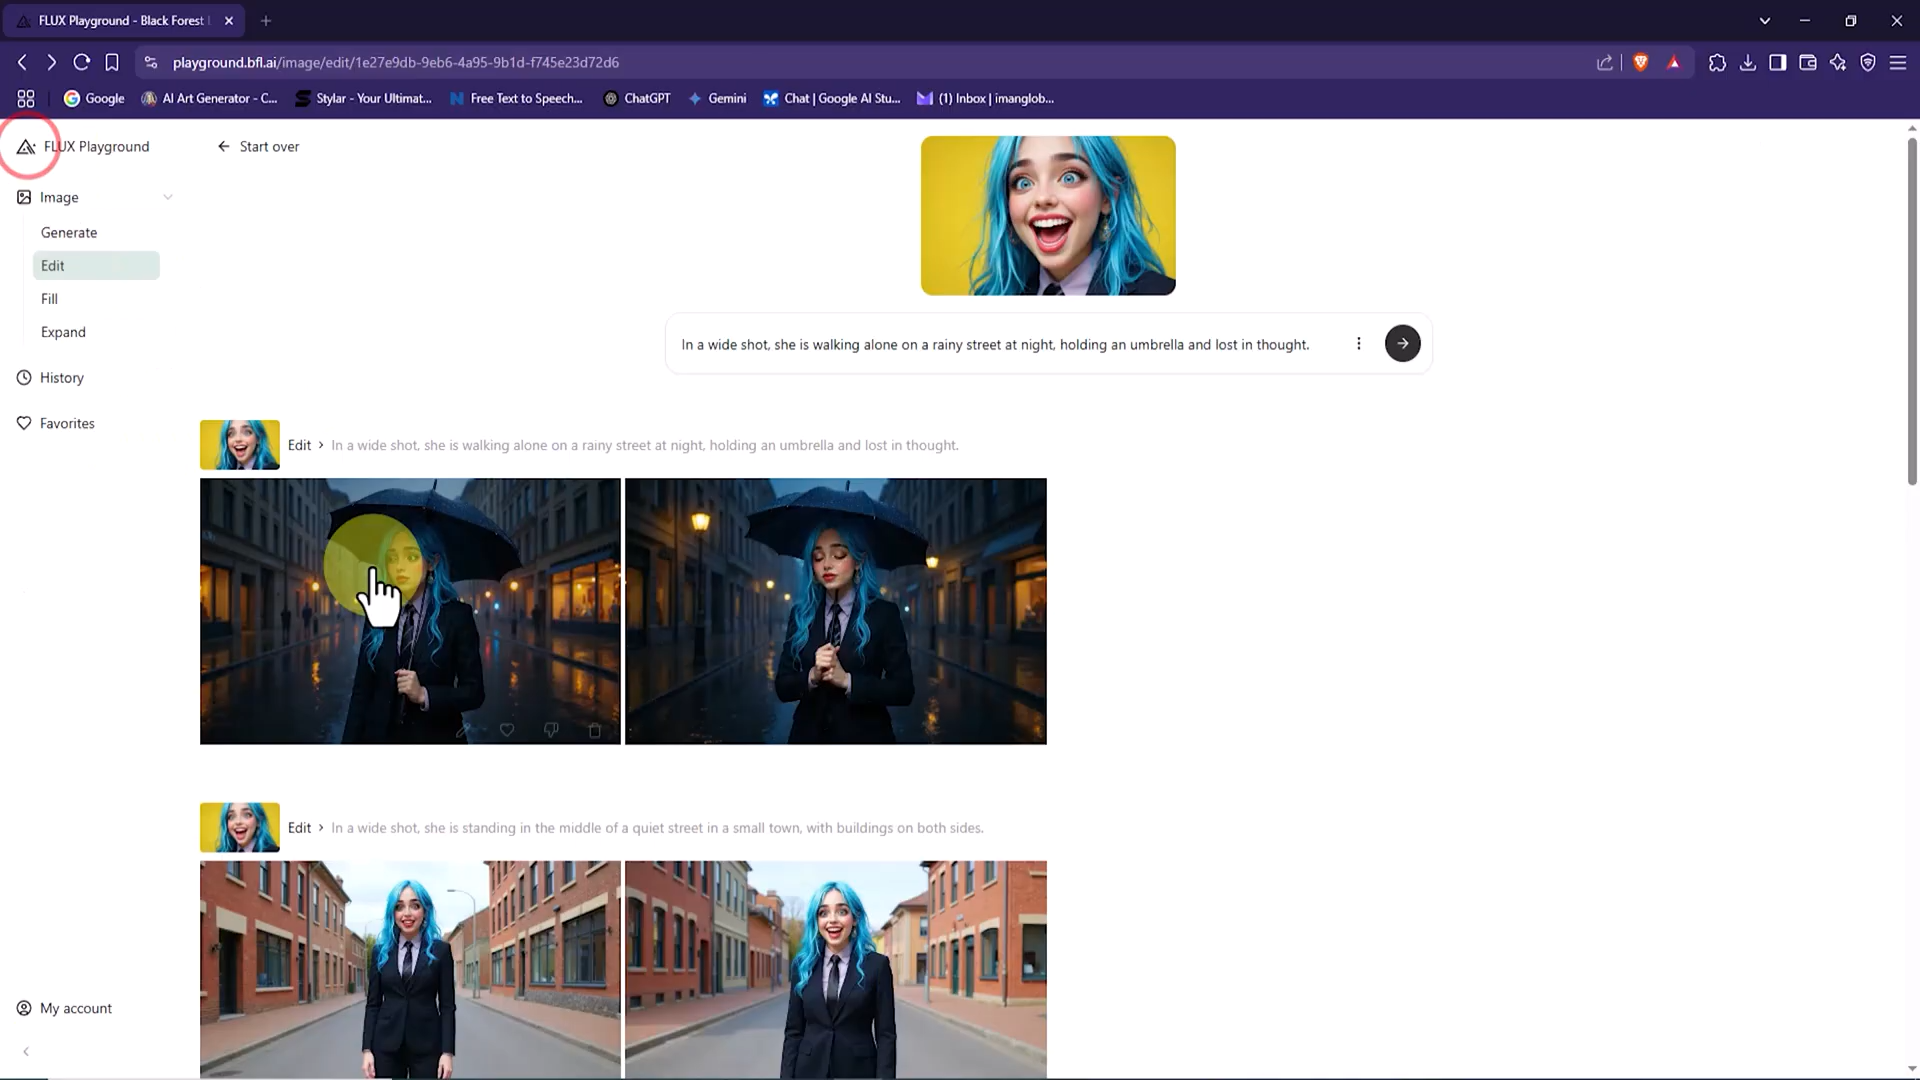 FLUX Playground - Black Forest
playground.bfl.ai/image/edit/1e27e9db-9eb6-4a95-9b1d-f745e23d72d6
Google
AI Art Generator - C...
Stylar - Your Ultimat...
Free Text to Speech...
ChatGPT
Gemini
Chat | Google AI Stu...
(1) Inbox | imanglob...
FLUX Playground
Start over
Image
Generate
Edit
Fill
Expand
History
Favorites
My account
In a wide shot, she is walking alone on a rainy street at night, holding an umbrella and lost in thought.
Edit > In a wide shot, she is walking alone on a rainy street at night, holding an umbrella and lost in thought.
Edit > In a wide shot, she is standing in the middle of a quiet street in a small town, with buildings on both sides.